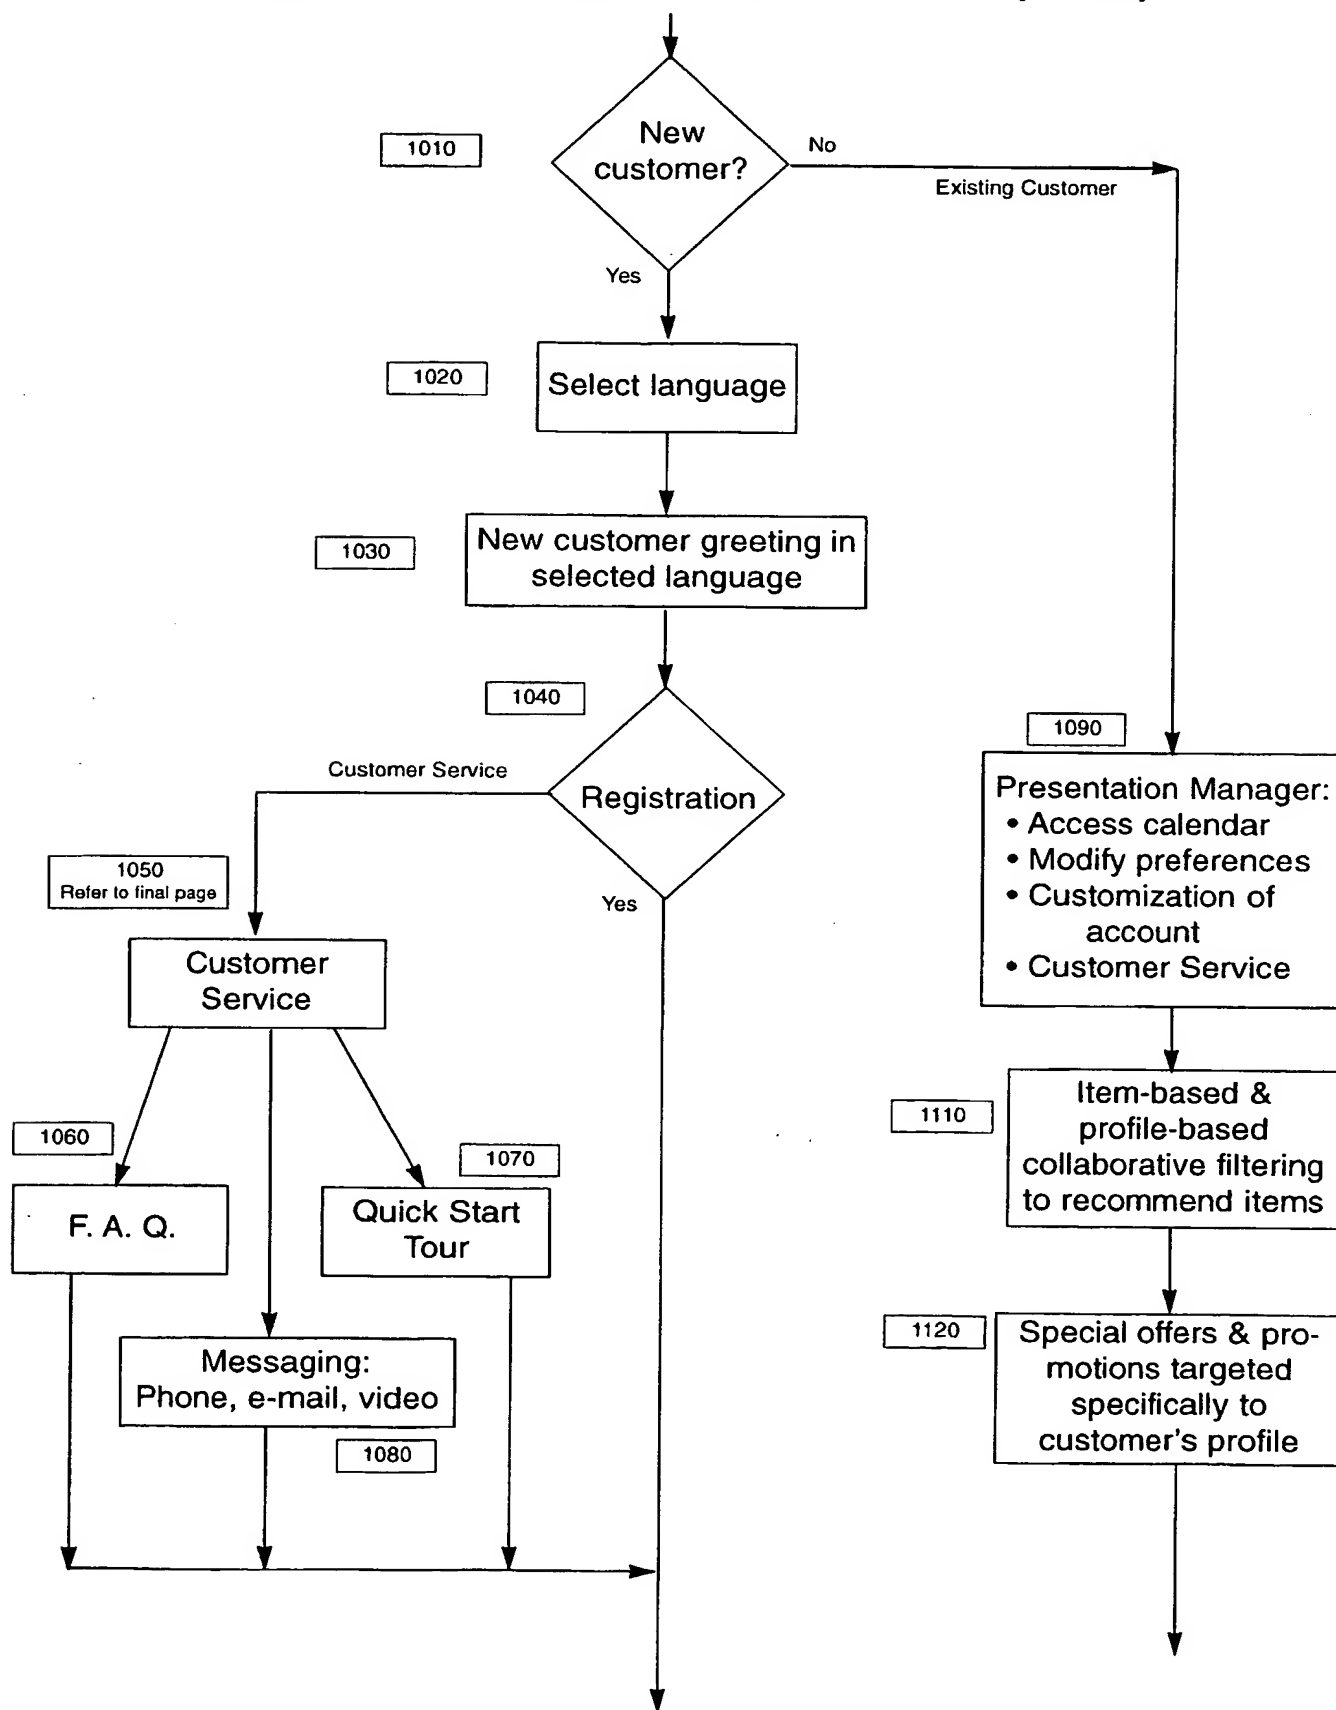 1010
New
customer?
No
Existing Customer
Yes
1020
Select language
1030
New customer greeting in
selected language
1040
Customer Service
Registration
Yes
1050
Refer to final page
Customer
Service
1060
F. A. Q.
1070
Quick Start
Tour
Messaging:
Phone, e-mail, video
1080
1090
Presentation Manager:
• Access calendar
• Modify preferences
• Customization of
account
• Customer Service
1110
Item-based &
profile-based
collaborative filtering
to recommend items
1120
Special offers & pro-
motions targeted
specifically to
customer's profile